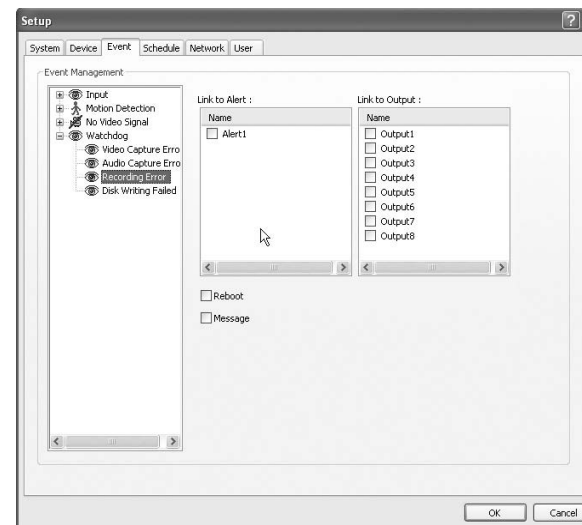 Setup
?
System Device Event Schedule Network User
Event Management
Input
Motion Detection
No Video Signal
Watchdog
Video Capture Erro
Audio Capture Erro
Recording Error
Disk Writing Failed
Link to Alert :
Name
Alert1
Link to Output :
Name
Output1
Output2
Output3
Output4
Output5
Output6
Output7
Output8
Reboot
Message
OK Cancel